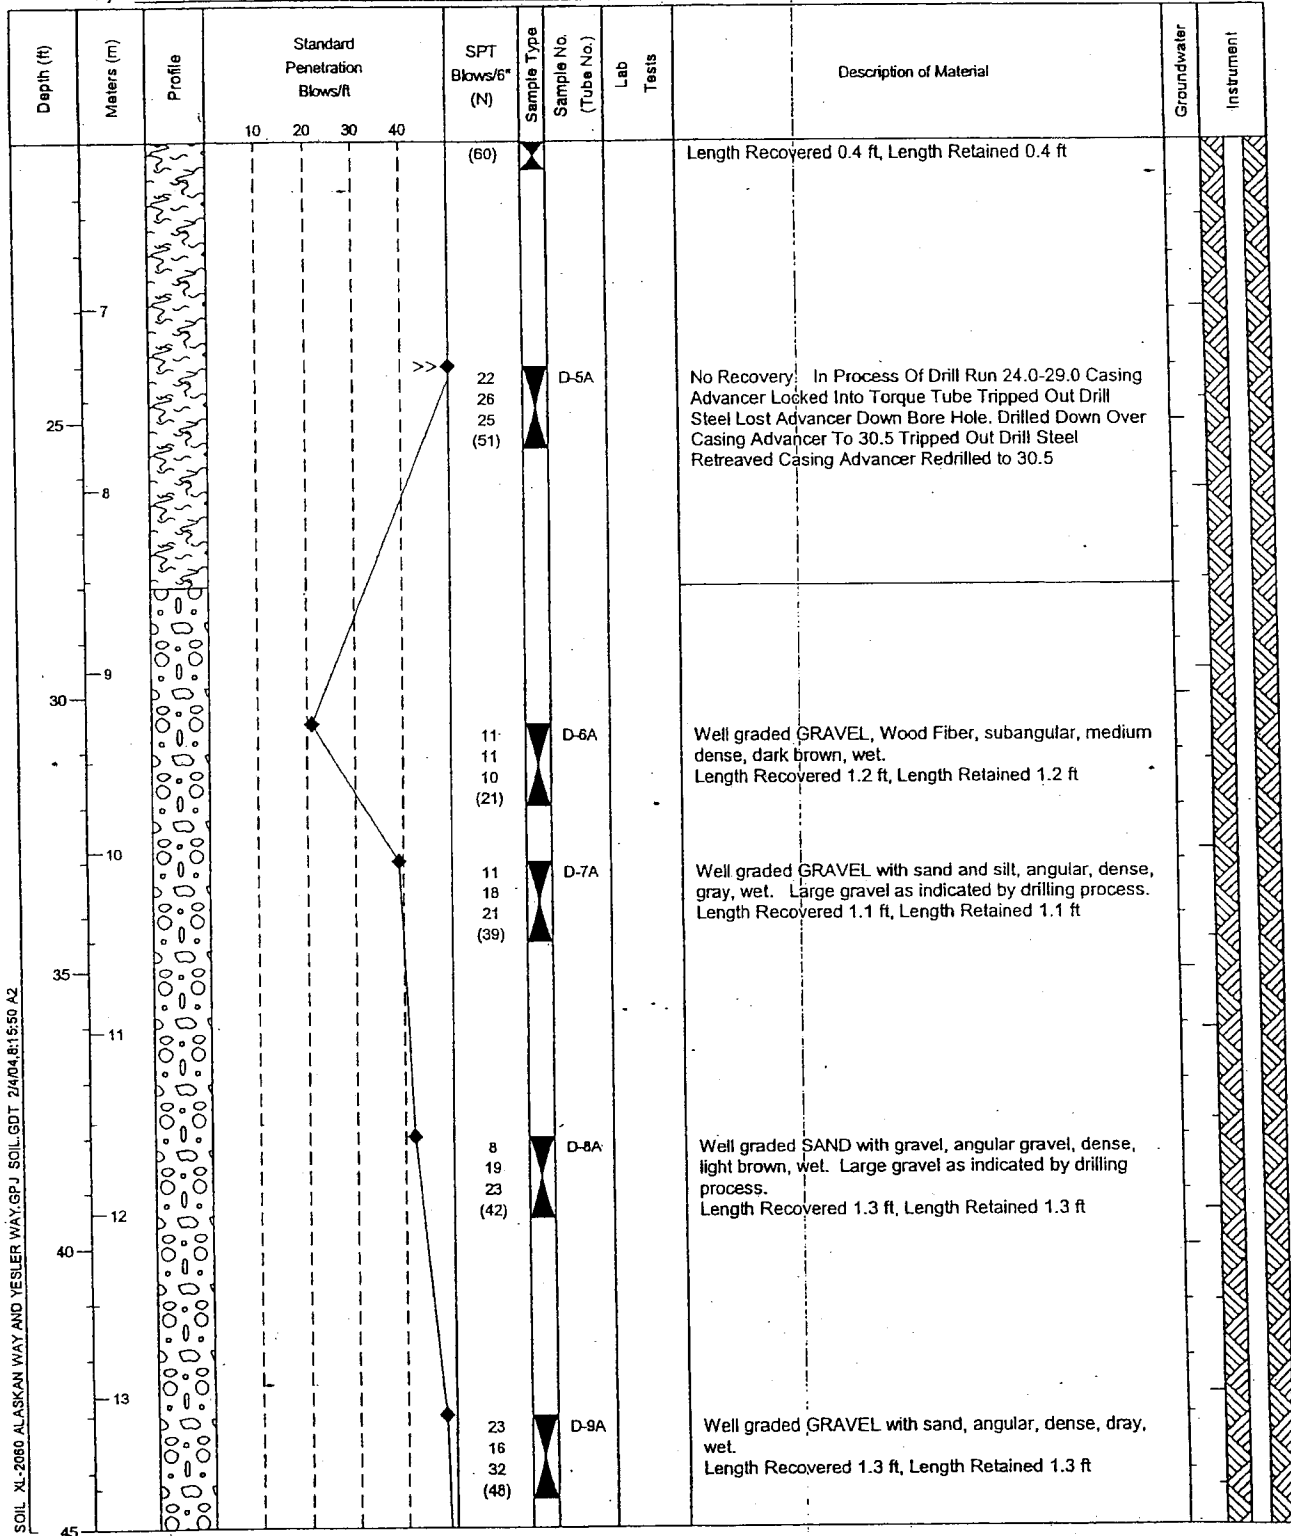 Depth (ft)
Meters (m)
Profile
Standard
Penetration
Blows/ft
10 20 30 40
SPT
Blows/6"
(N)
Sample Type
Sample No.
(Tube No.)
Lab
Tests
Description of Material
Groundwater
Instrument
(60)
Length Recovered 0.4 ft, Length Retained 0.4 ft
7
>>
22
26
25
(51)
D-5A
No Recovery. In Process Of Drill Run 24.0-29.0 Casing
Advancer Locked Into Torque Tube Tripped Out Drill
Steel Lost Advancer Down Bore Hole. Drilled Down Over
Casing Advancer To 30.5 Tripped Out Drill Steel
Retreaved Casing Advancer Redrilled to 30.5
25
8
9
30
11
11
10
(21)
D-6A
Well graded GRAVEL, Wood Fiber, subangular, medium
dense, dark brown, wet.
Length Recovered 1.2 ft, Length Retained 1.2 ft
10
11
18
21
(39)
D-7A
Well graded GRAVEL with sand and silt, angular, dense,
gray, wet. Large gravel as indicated by drilling process.
Length Recovered 1.1 ft, Length Retained 1.1 ft
35
11
8
19
23
(42)
D-8A
Well graded SAND with gravel, angular gravel, dense,
light brown, wet. Large gravel as indicated by drilling
process.
Length Recovered 1.3 ft, Length Retained 1.3 ft
12
40
13
23
16
32
(48)
D-9A
Well graded GRAVEL with sand, angular, dense, dray,
wet.
Length Recovered 1.3 ft, Length Retained 1.3 ft
45
SOIL XL-2060 ALASKAN WAY AND YESLER WAY.GPJ SOIL.GDT 2/4/04,8:15:50 A2